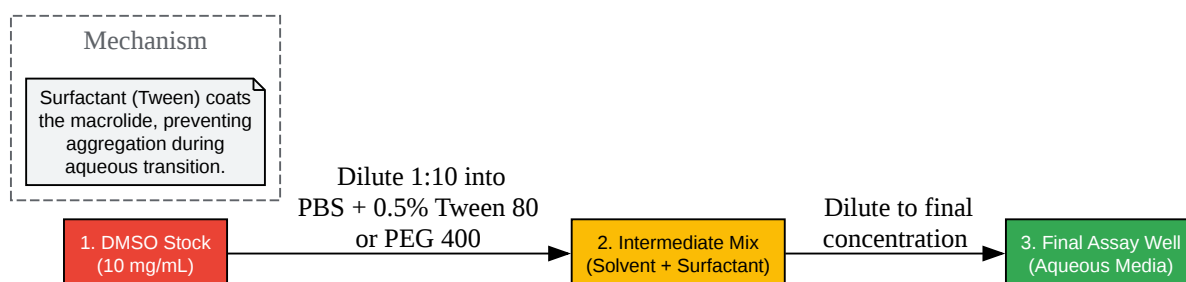 Mechanism
Surfactant (Tween) coats
the macrolide, preventing
aggregation during
aqueous transition.
Dilute 1:10 into
PBS + 0.5% Tween 80
or PEG 400
Dilute to final
concentration
1. DMSO Stock
(10 mg/mL)
2. Intermediate Mix
(Solvent + Surfactant)
3. Final Assay Well
(Aqueous Media)